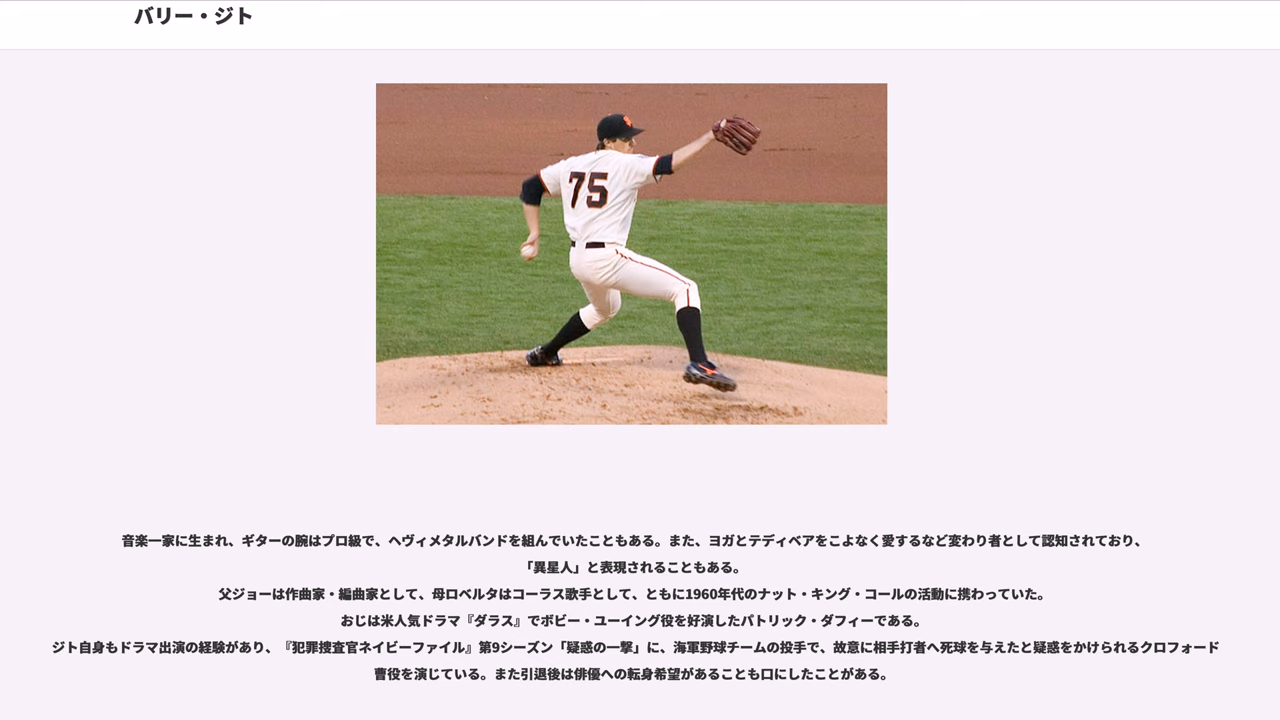 バリー・ジト
75
音楽一家に生まれ、ギターの腕はプロ級で、ヘヴィメタルバンドを組んでいたこともある。また、ヨガとテディベアをこよなく愛するなど変わり者として認知されており、
「異星人」と表現されることもある。
父ジョーは作曲家・編曲家として、母ロベルタはコーラス歌手として、ともに1960年代のナット・キング・コールの活動に携わっていた。
おじは米人気ドラマ『ダラス』でボビー・ユーイング役を好演したパトリック・ダフィーである。
ジト自身もドラマ出演の経験があり、『犯罪捜査官ネイビーファイル』第9シーズン「疑惑の一撃」に、海軍野球チームの投手で、故意に相手打者へ死球を与えたと疑惑をかけられるクロフォード
曹役を演じている。また引退後は俳優への転身希望があることも口にしたことがある。